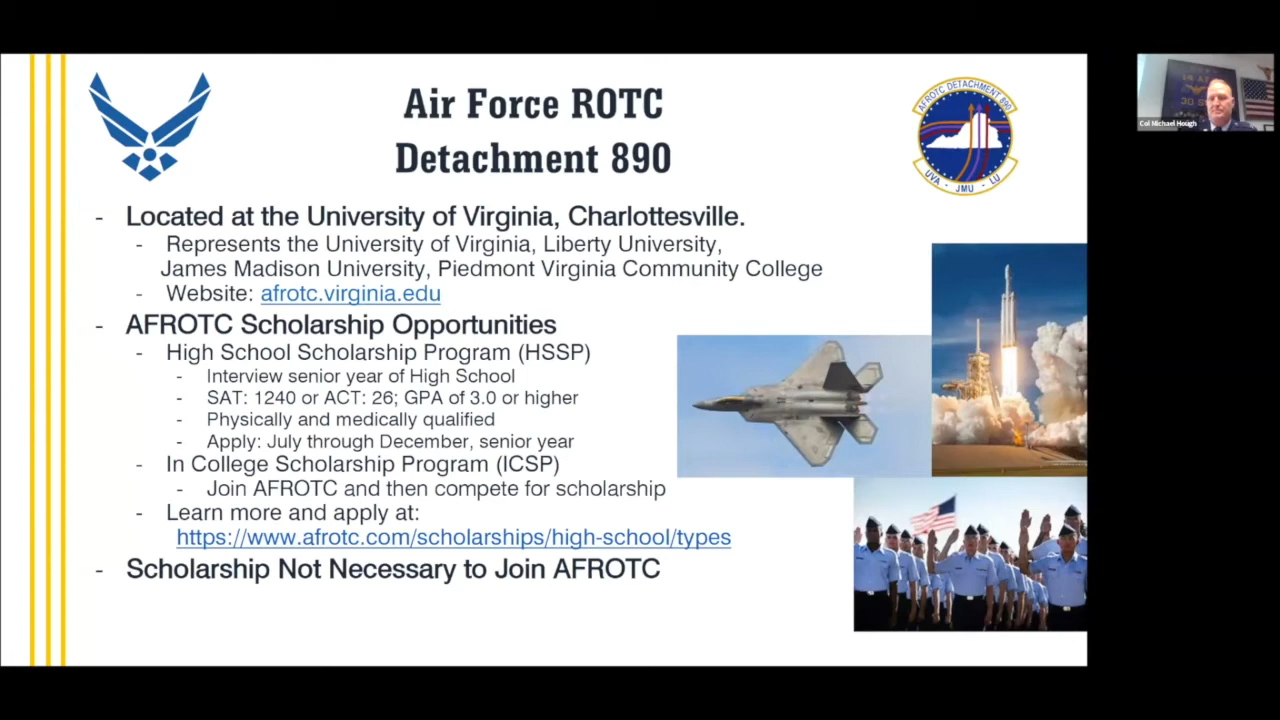 Air Force ROTC
Detachment 890
AFROTC DETACHMENT 890
UVA - JMU - LU
Col Michael Hough
- Located at the University of Virginia, Charlottesville.
- Represents the University of Virginia, Liberty University,
James Madison University, Piedmont Virginia Community College
- Website: afrotc.virginia.edu
- AFROTC Scholarship Opportunities
- High School Scholarship Program (HSSP)
- Interview senior year of High School
- SAT: 1240 or ACT: 26; GPA of 3.0 or higher
- Physically and medically qualified
- Apply: July through December, senior year
- In College Scholarship Program (ICSP)
- Join AFROTC and then compete for scholarship
- Learn more and apply at:
https://www.afrotc.com/scholarships/high-school/types
- Scholarship Not Necessary to Join AFROTC